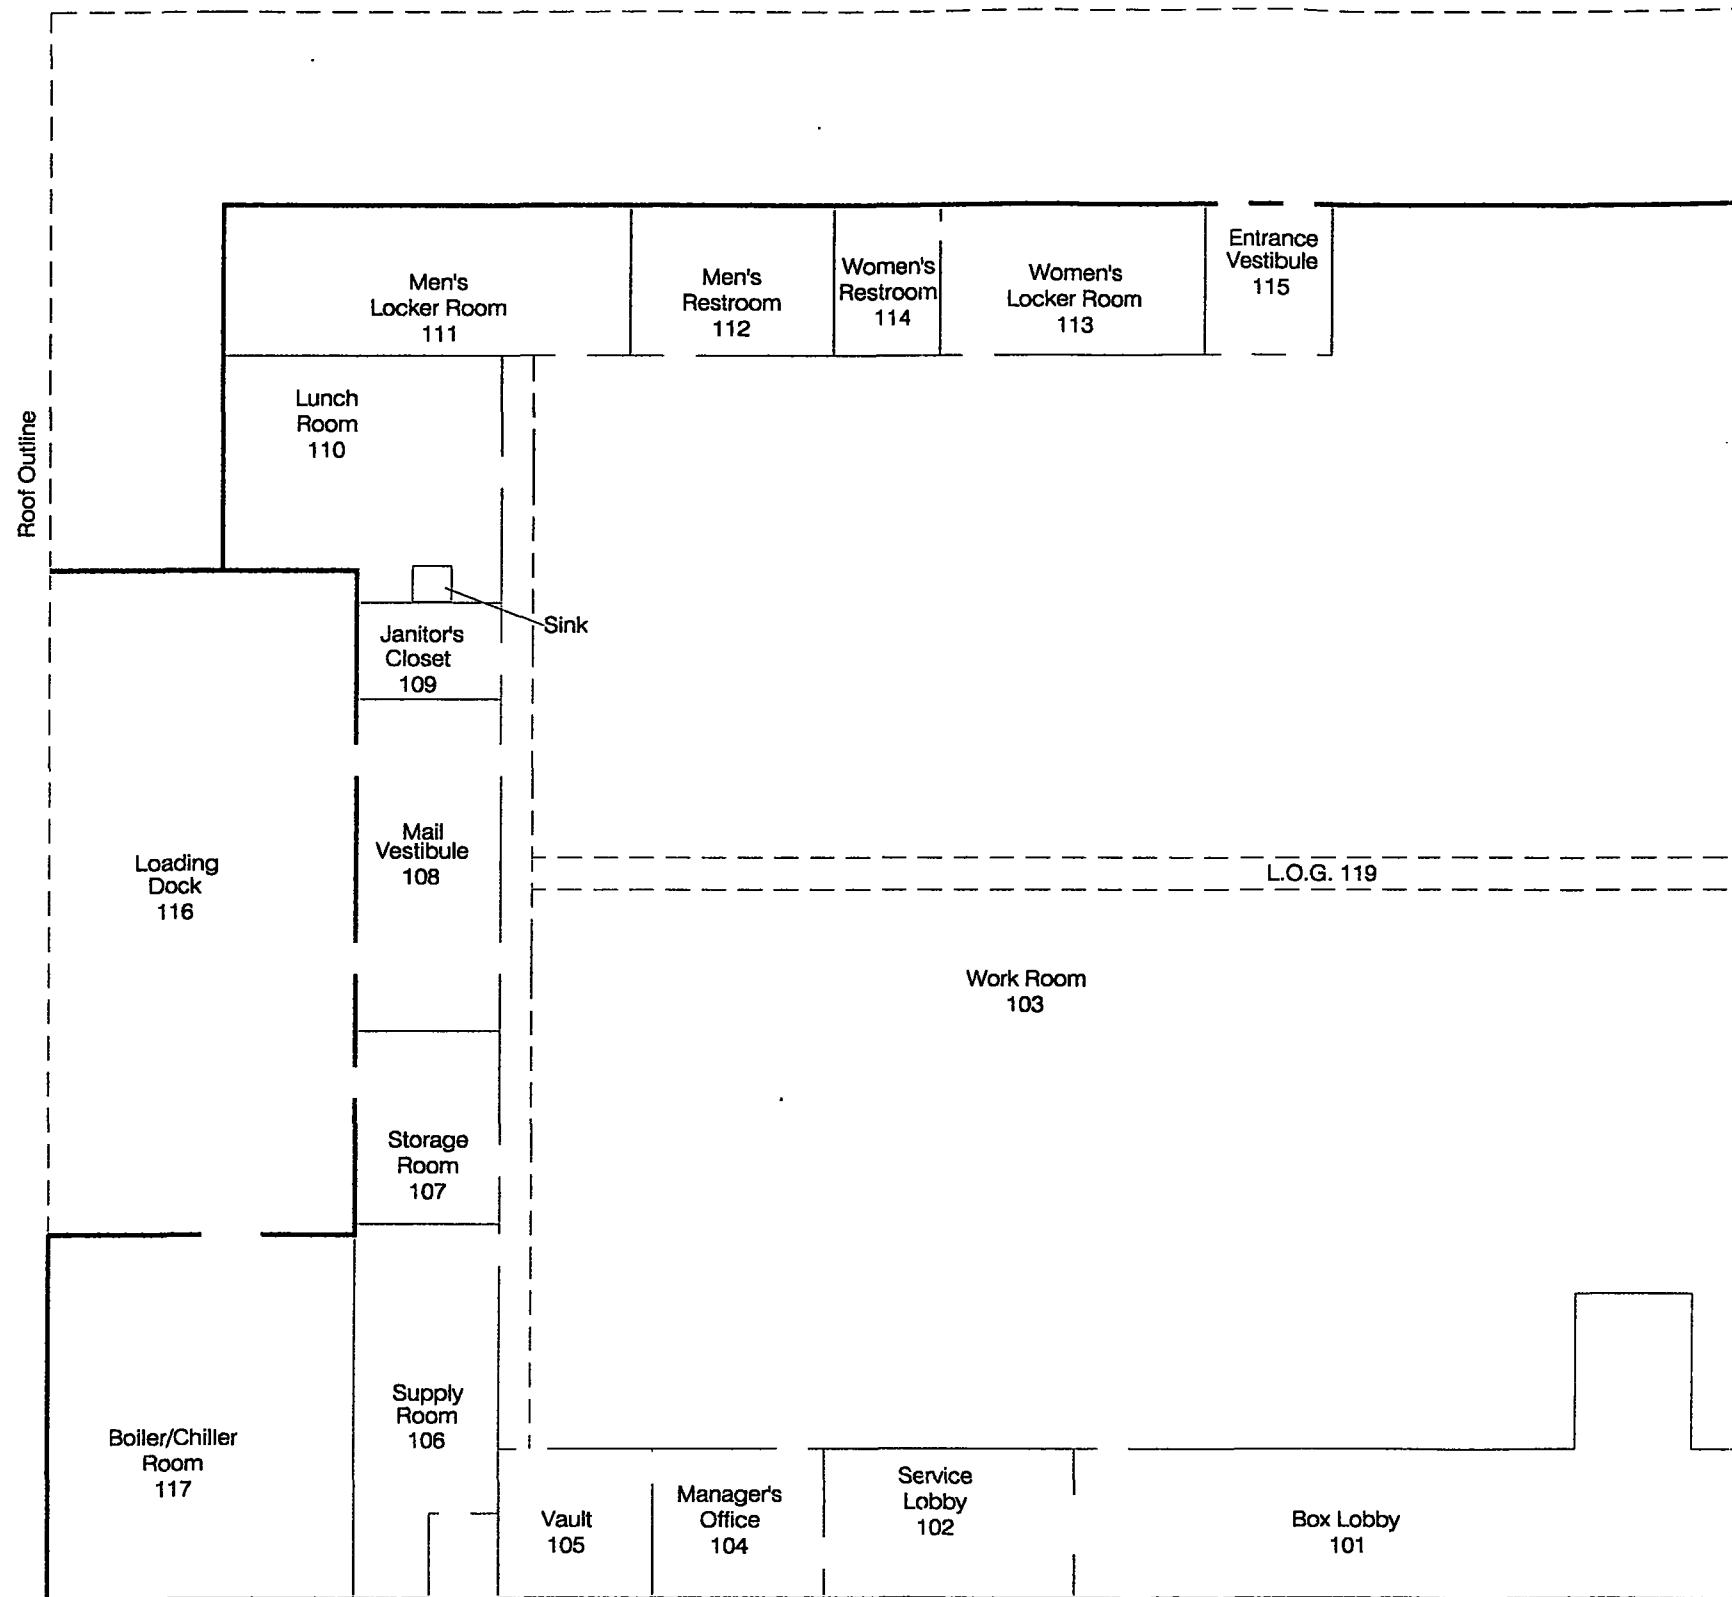 Entrance
Vestibule
115
Men's
Locker Room
111
Men's
Restroom
112
Women's
Restroom
114
Women's
Locker Room
113
Lunch
Room
110
Roof Outline
Sink
Janitor's
Closet
109
Mail
Vestibule
108
Loading
Dock
116
L.O.G. 119
Work Room
103
Storage
Room
107
Supply
Room
106
Boiler/Chiller
Room
117
Vault
105
Manager's
Office
104
Service
Lobby
102
Box Lobby
101